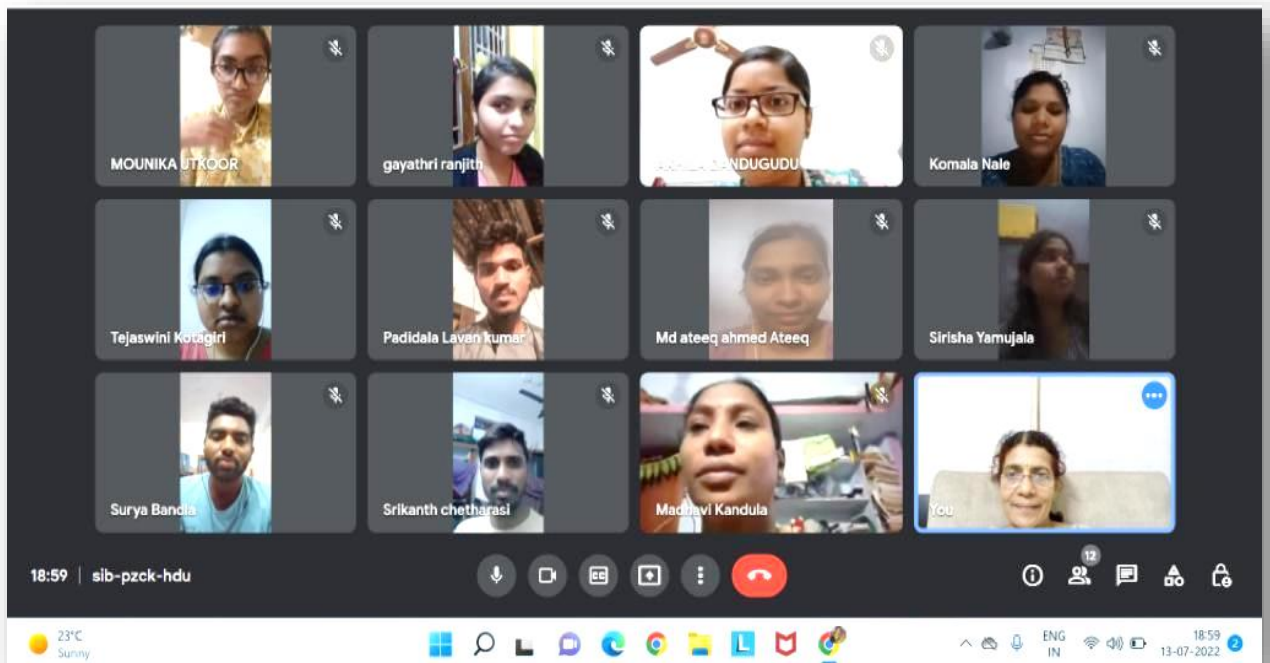 MOUNIKA UTKOOR
gayathri ranjith
DANDUGUDU
Komala Nale
Tejaswini Kotagiri
Padidala Lavan kumar
Md ateeq ahmed Ateeq
Sirisha Yamujala
Surya Bandla
Srikanth chetharasi
Madhavi Kandula
You
18:59 | sib-pzck-hdu
CC
12
23°C
Sunny
L
ENG
IN
18:59
13-07-2022
2